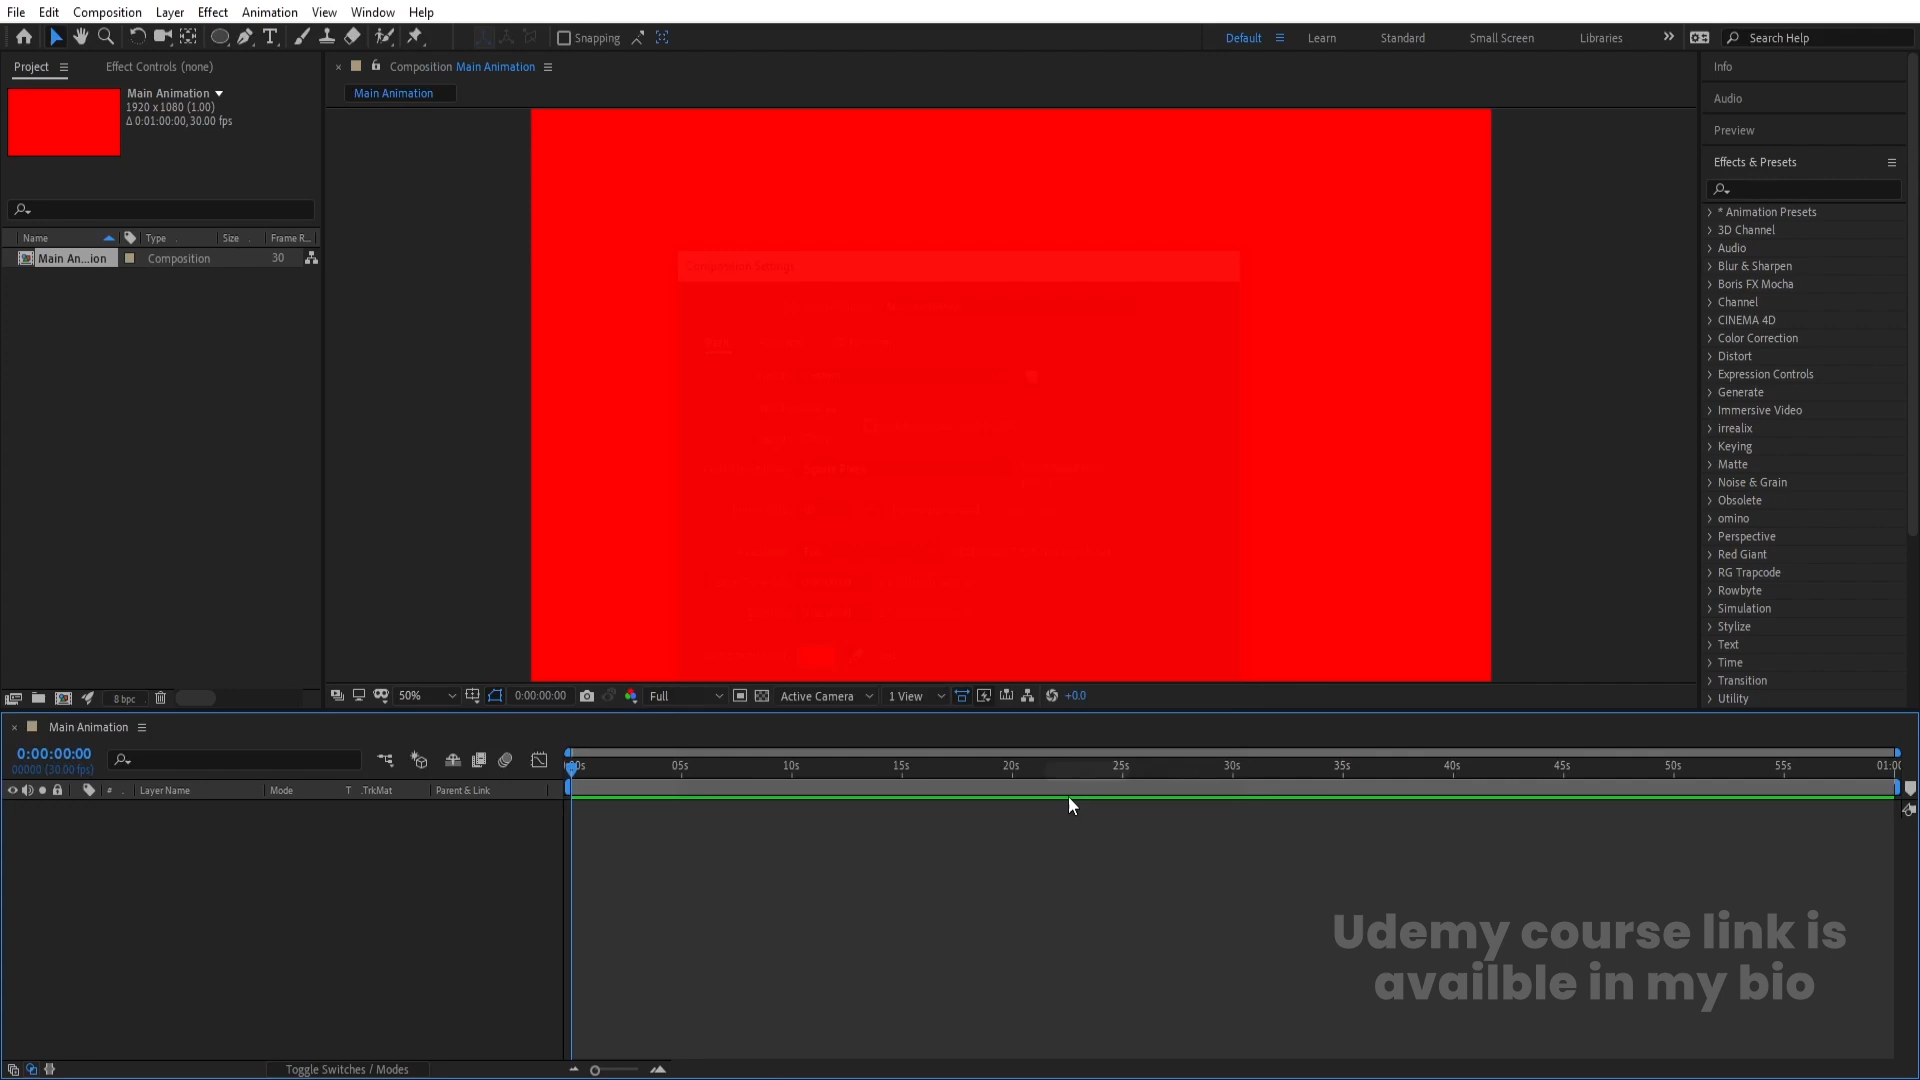 File Edit Composition Layer Effect Animation View Window Help
Snapping Default Learn Standard Small Screen Libraries Search Help
Project Effect Controls (none)
Composition Main Animation
Main Animation
Main Animation
1920 x 1080 (1.00)
Δ 0:01:00:00, 30.00 fps
Name Type Size Frame R...
Main An...ion Composition 30
8 bpc
Composition Settings
50% 0:00:00:00 Full Active Camera 1 View +0.0
Info
Audio
Preview
Effects & Presets
* Animation Presets
3D Channel
Audio
Blur & Sharpen
Boris FX Mocha
Channel
CINEMA 4D
Color Correction
Distort
Expression Controls
Generate
Immersive Video
irrealix
Keying
Matte
Noise & Grain
Obsolete
omino
Perspective
Red Giant
RG Trapcode
Rowbyte
Simulation
Stylize
Text
Time
Transition
Utility
Main Animation
0:00:00:00
00000 (30.00 fps)
# Layer Name Mode T .TrkMat Parent & Link
05s 10s 15s 20s 25s 30s 35s 40s 45s 50s 55s
Udemy course link is
availble in my bio
Toggle Switches / Modes